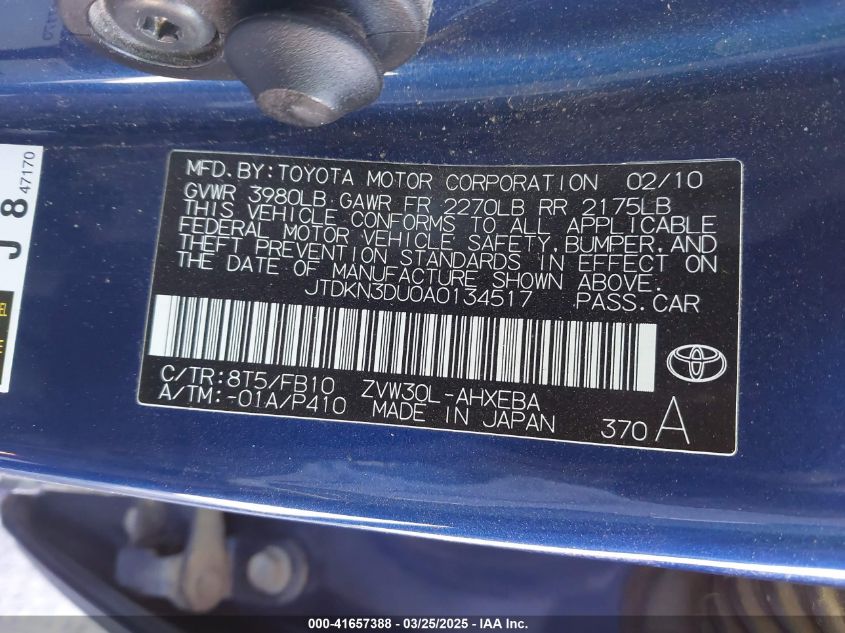 MFD.BY:TOYOTA MOTOR CORPORATION 02/10
GVWR 3980LB GAWR FR 2270LB RR 2175LB
THIS VEHICLE CONFORMS TO ALL APPLICABLE
FEDERAL MOTOR VEHICLE SAFETY,BUMPER,AND
THEFT PREVENTION STANDARDS IN EFFECT ON
THE DATE OF MANUFACTURE SHOWN ABOVE.
JTDKN3DU0A0134517 PASS.CAR
C/TR:8T5/FB10 ZVW30L-AHXEBA
A/TM:-01A/P410 MADE IN JAPAN 370 A
J 8 47170
000-41657388 - 03/25/2025 - IAA Inc.